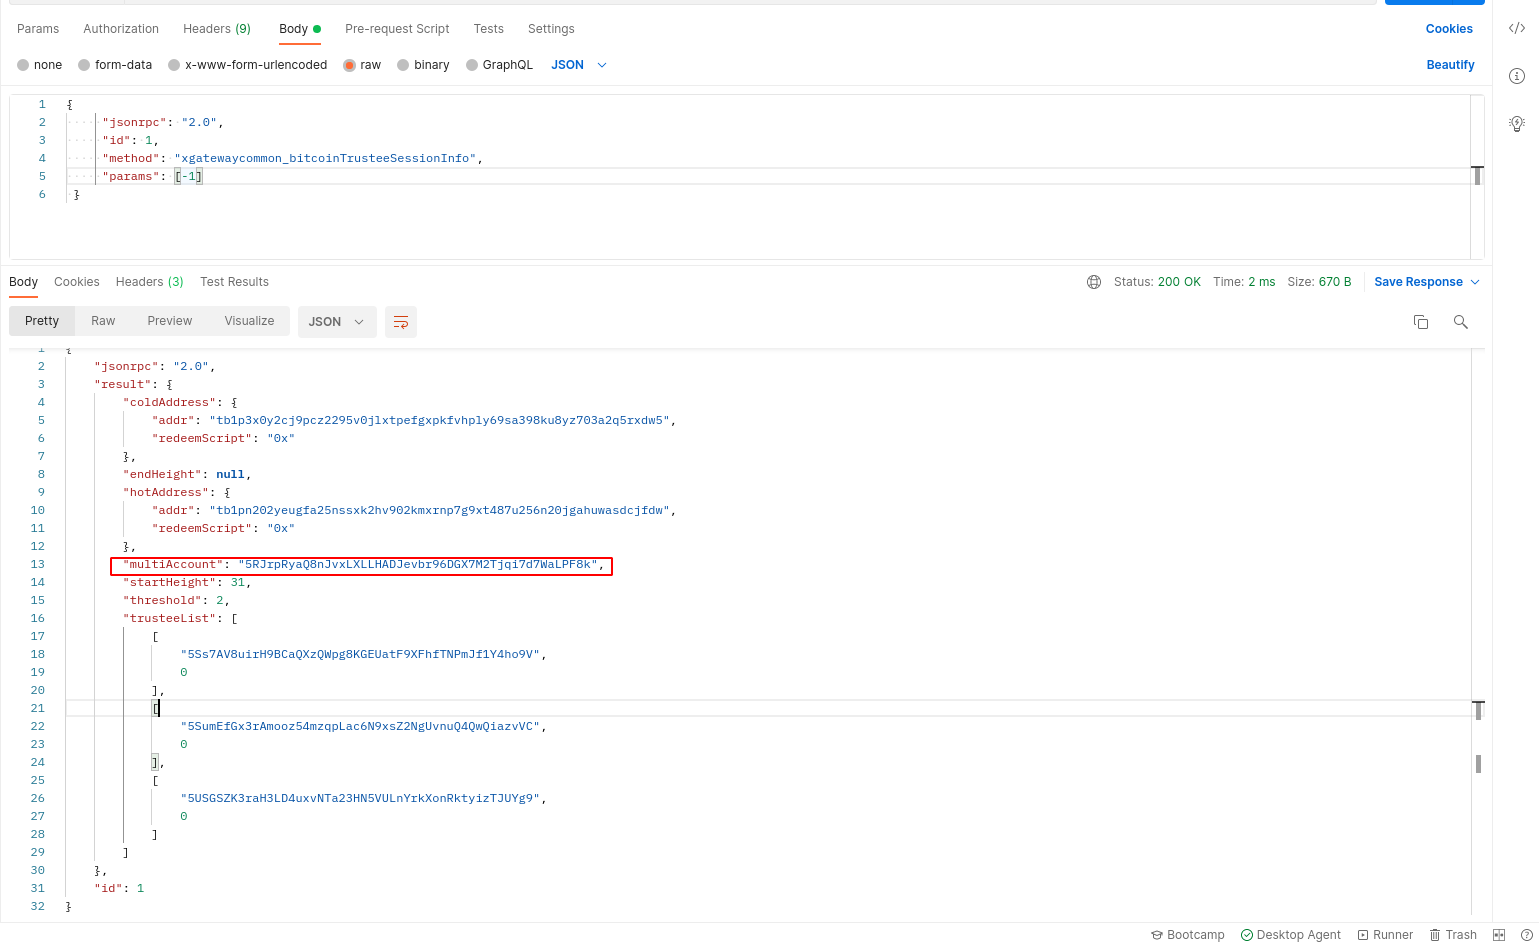 Params Authorization Headers (9) Body Pre-request Script Tests Settings Cookies
none form-data x-www-form-urlencoded raw binary GraphQL JSON Beautify
1 {
2 "jsonrpc": "2.0",
3 "id": 1,
4 "method": "xgatewaycommon_bitcoinTrusteeSessionInfo",
5 "params": [-1]
6 }
Body Cookies Headers (3) Test Results Status: 200 OK Time: 2 ms Size: 670 B Save Response
Pretty Raw Preview Visualize JSON
1 {
2 "jsonrpc": "2.0",
3 "result": {
4 "coldAddress": {
5 "addr": "tb1p3x0y2cj9pcz2295v0jlxtpefgxpkfvhply69sa398ku8yz703a2q5rxdw5",
6 "redeemScript": "0x"
7 },
8 "endHeight": null,
9 "hotAddress": {
10 "addr": "tb1pn202yeugfa25nssxk2hv902kmxrnp7g9xt487u256n20jgahuwasdcjfdw",
11 "redeemScript": "0x"
12 },
13 "multiAccount": "5RJrpRyaQ8nJvxLXLLHADJevbr96DGX7M2Tjqi7d7WaLPF8k",
14 "startHeight": 31,
15 "threshold": 2,
16 "trusteeList": [
17 [
18 "5Ss7AV8uirH9BCaQXzQWpg8KGEUatF9XFhfTNPmJf1Y4ho9V",
19 0
20 ],
21 [
22 "5SumEfGx3rAmooz54mzqpLac6N9xsZ2NgUvnuQ4QwQiazvVC",
23 0
24 ],
25 [
26 "5USGSZK3raH3LD4uxvNTa23HN5VULnYrkXonRktyizTJUYg9",
27 0
28 ]
29 ]
30 },
31 "id": 1
32 }
Bootcamp Desktop Agent Runner Trash